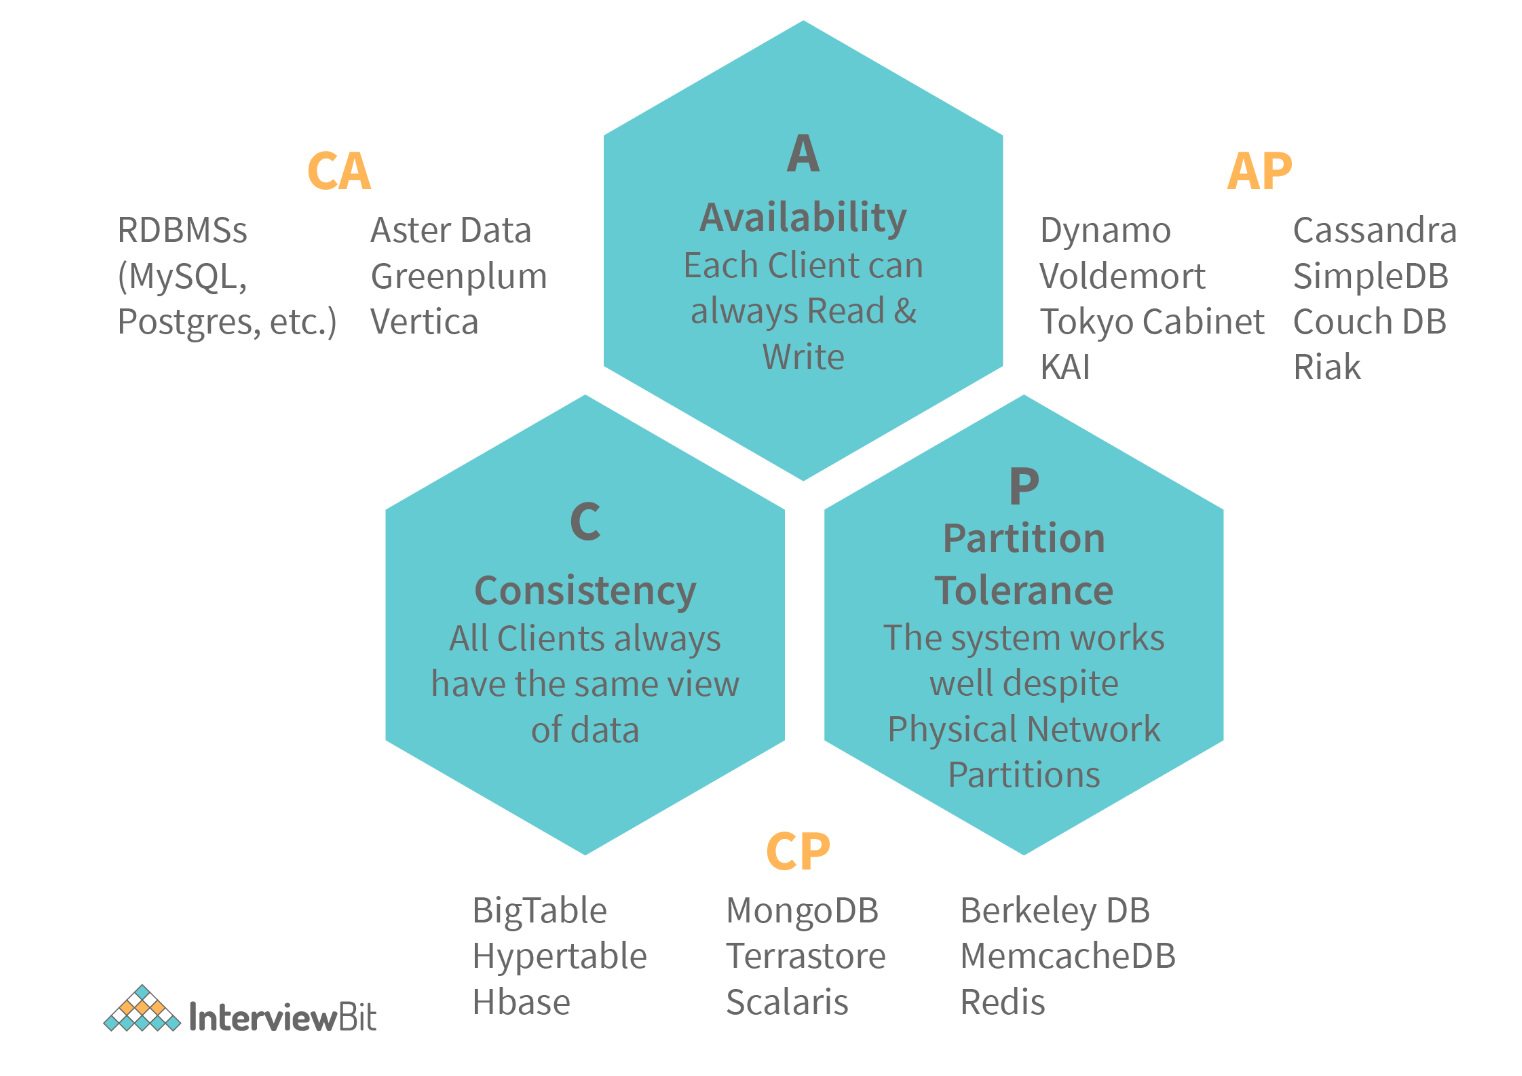 A
Availability
Each Client can
always Read &
Write
CA
RDBMSs
(MySQL,
Postgres, etc.)
Aster Data
Greenplum
Vertica
AP
Dynamo
Voldemort
Tokyo Cabinet
KAI
Cassandra
SimpleDB
Couch DB
Riak
C
Consistency
All Clients always
have the same view
of data
P
Partition
Tolerance
The system works
well despite
Physical Network
Partitions
CP
BigTable
Hypertable
Hbase
MongoDB
Terrastore
Scalaris
Berkeley DB
MemcacheDB
Redis
InterviewBit